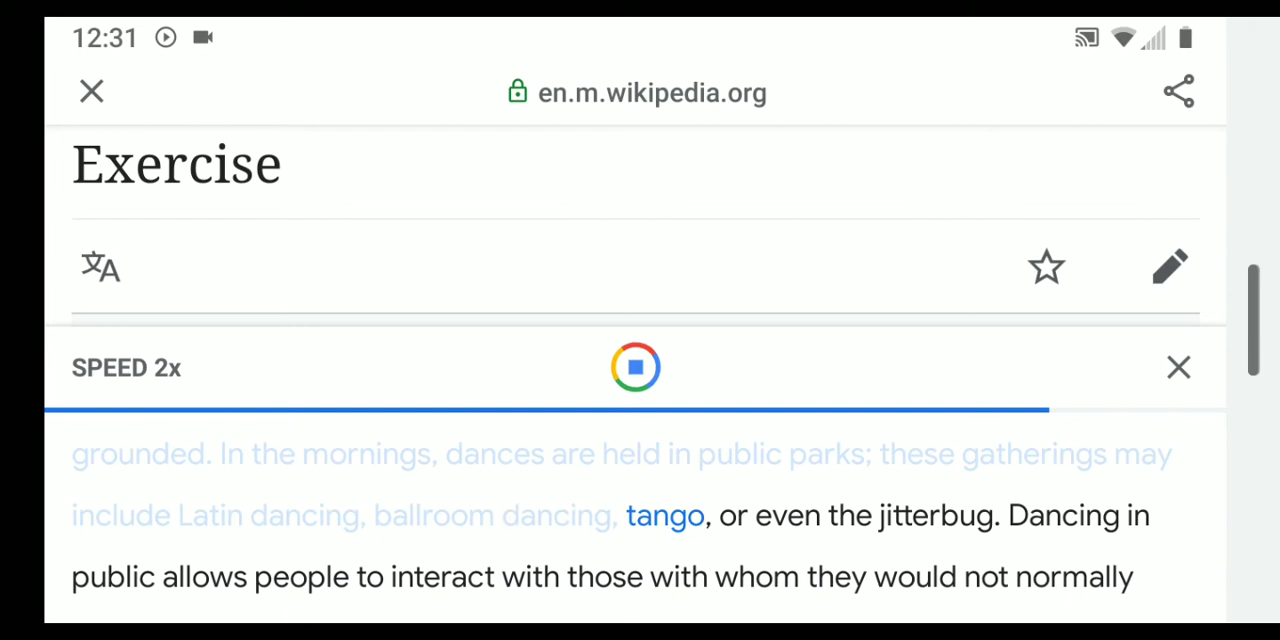 12:31
en.m.wikipedia.org
Exercise
文A
SPEED 2x
grounded. In the mornings, dances are held in public parks; these gatherings may
include Latin dancing, ballroom dancing, tango, or even the jitterbug. Dancing in
public allows people to interact with those with whom they would not normally